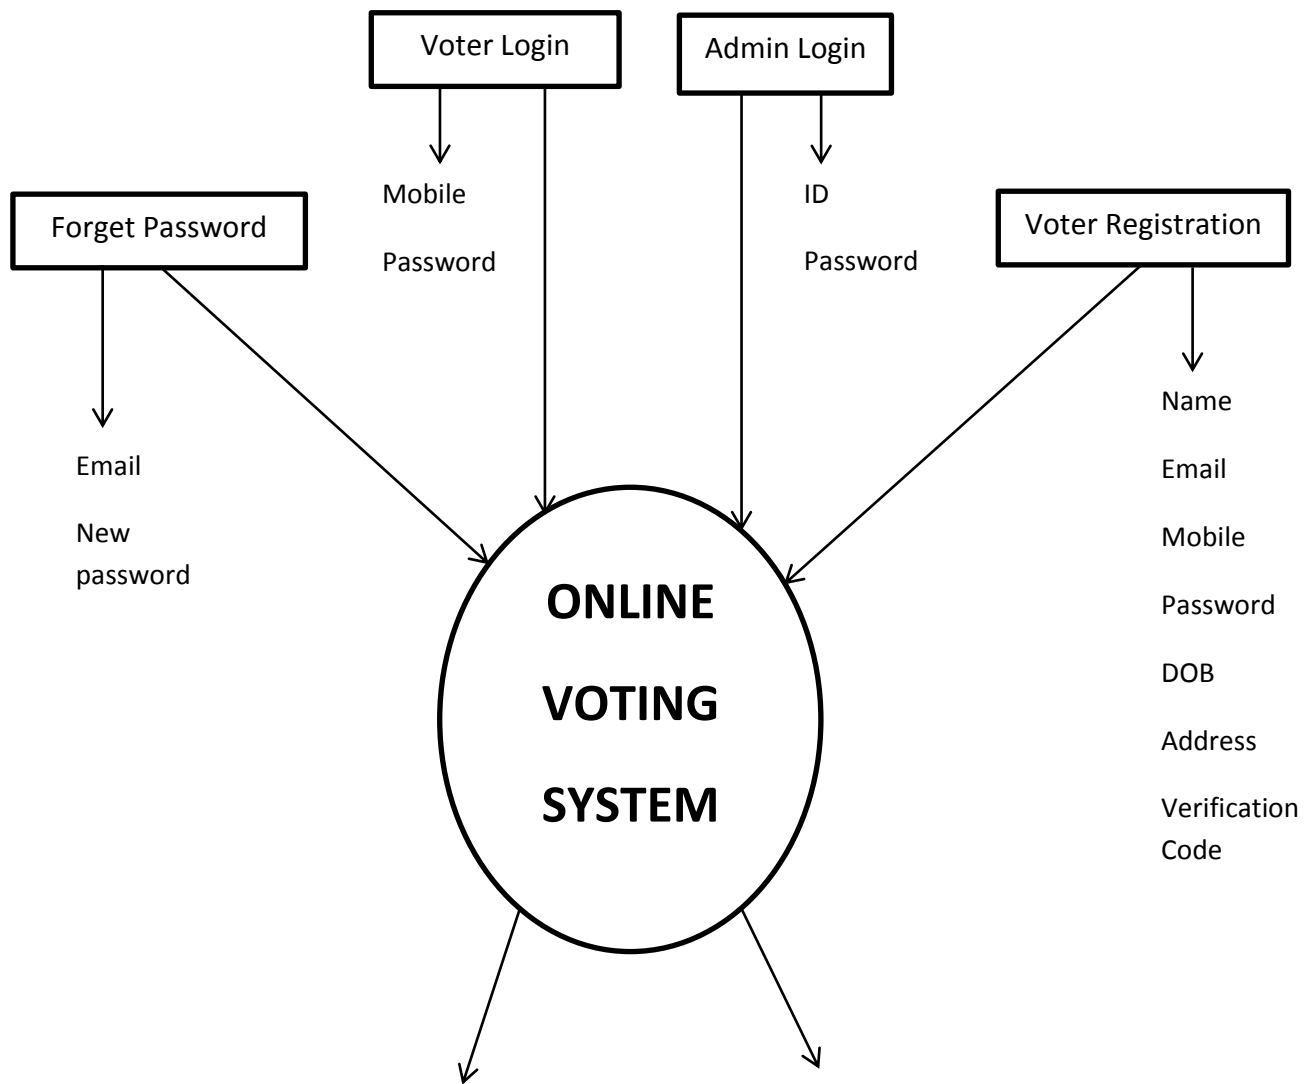 Voter Login
Admin Login
Mobile
Password
ID
Password
Forget Password
Voter Registration
Email
New
password
Name
Email
Mobile
Password
DOB
Address
Verification
Code
ONLINE
VOTING
SYSTEM